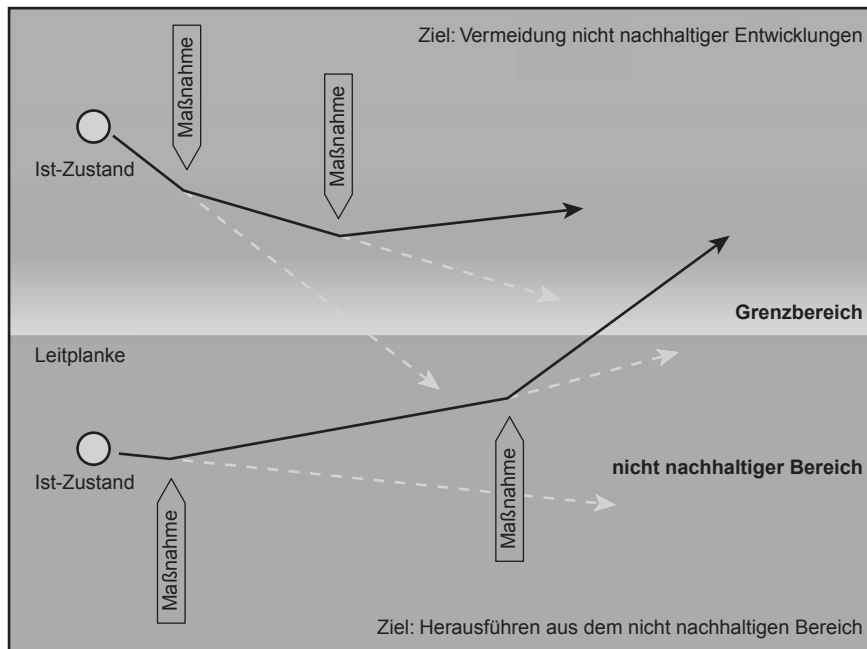 Ziel: Vermeidung nicht nachhaltiger Entwicklungen
Maßnahme
Maßnahme
Ist-Zustand
Grenzbereich
Leitplanke
nicht nachhaltiger Bereich
Ist-Zustand
Maßnahme
Maßnahme
Ziel: Herausführen aus dem nicht nachhaltigen Bereich